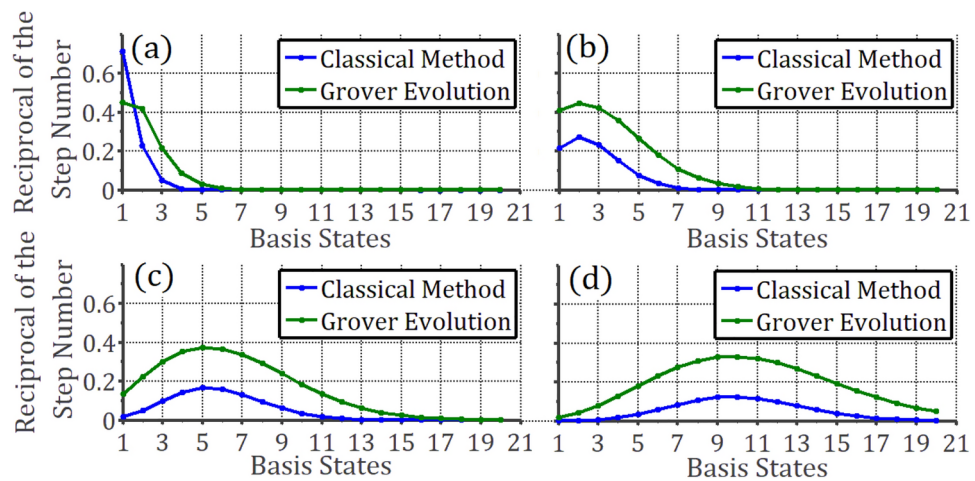 (a)
Reciprocal of the
Step Number
0.6
0.4
0.2
0
Classical Method
Grover Evolution
1 3 5 7 9 11 13 15 17 19 21
Basis States
(b)
Classical Method
Grover Evolution
1 3 5 7 9 11 13 15 17 19 21
Basis States
(c)
Reciprocal of the
Step Number
0.6
0.4
0.2
0
Classical Method
Grover Evolution
1 3 5 7 9 11 13 15 17 19 21
Basis States
(d)
Classical Method
Grover Evolution
1 3 5 7 9 11 13 15 17 19 21
Basis States